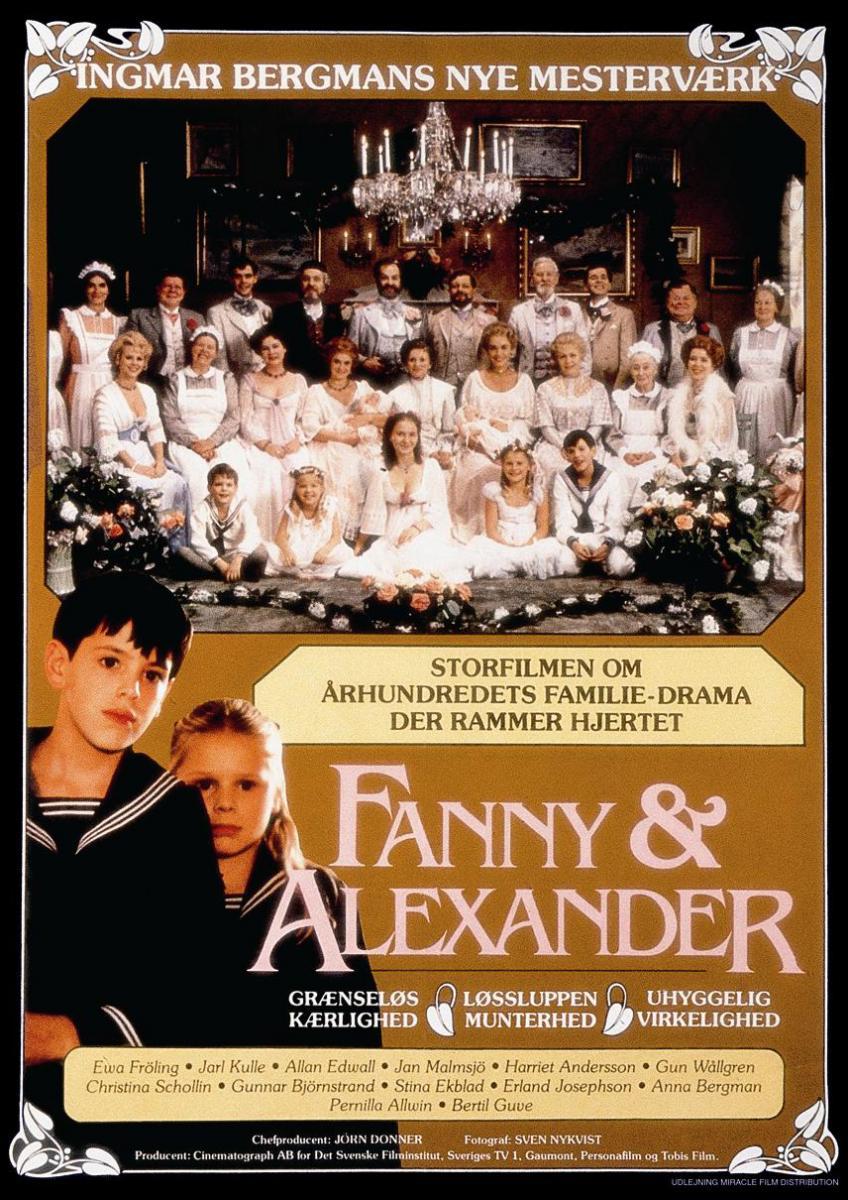 INGMAR BERGMANS NYE MESTERVÆRK
STORFILMEN OM
ÅRHUNDREDETS FAMILIE-DRAMA
DER RAMMER HJERTET
FANNY &
ALEXANDER
GRÆNSELØS KÆRLIGHED
LØSSLUPPEN MUNTERHED
UHYGGELIG VIRKELIGHED
Ewa Fröling • Jarl Kulle • Allan Edwall • Jan Malmsjö • Harriet Andersson • Gun Wållgren
Christina Schollin • Gunnar Björnstrand • Stina Ekblad • Erland Josephson • Anna Bergman
Pernilla Allwin • Bertil Guve
Chefproducent: JÖRN DONNER Fotograf: SVEN NYKVIST
Producent: Cinematograph AB for Det Svenske Filminstitut, Sveriges TV 1, Gaumont, Personafilm og Tobis Film.
UDLEJNING MIRACLE FILM DISTRIBUTION